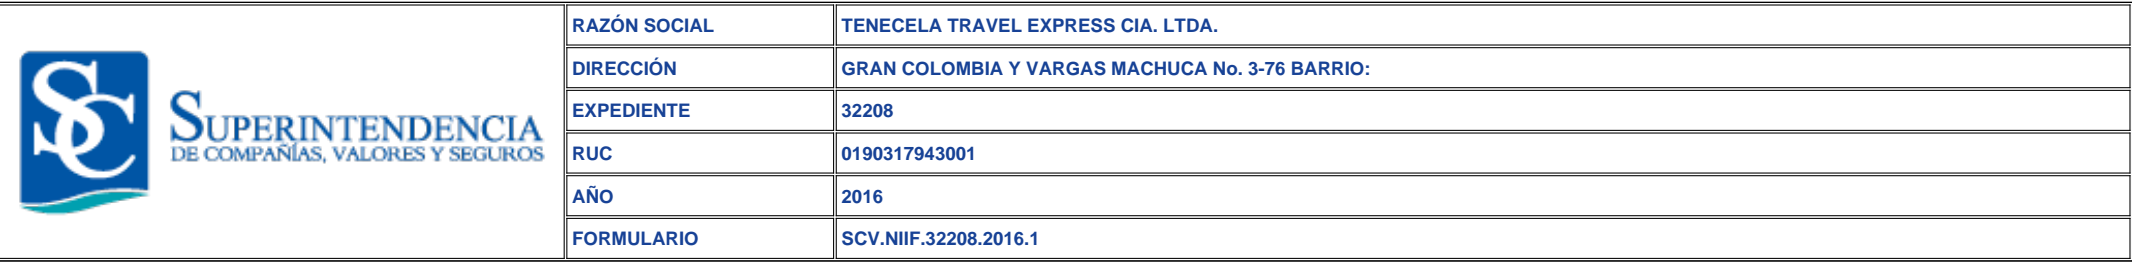 SC
SUPERINTENDENCIA
DE COMPAÑÍAS, VALORES Y SEGUROS
RAZÓN SOCIAL TENECELA TRAVEL EXPRESS CIA. LTDA.
DIRECCIÓN GRAN COLOMBIA Y VARGAS MACHUCA No. 3-76 BARRIO:
EXPEDIENTE 32208
RUC 0190317943001
AÑO 2016
FORMULARIO SCV.NIIF.32208.2016.1